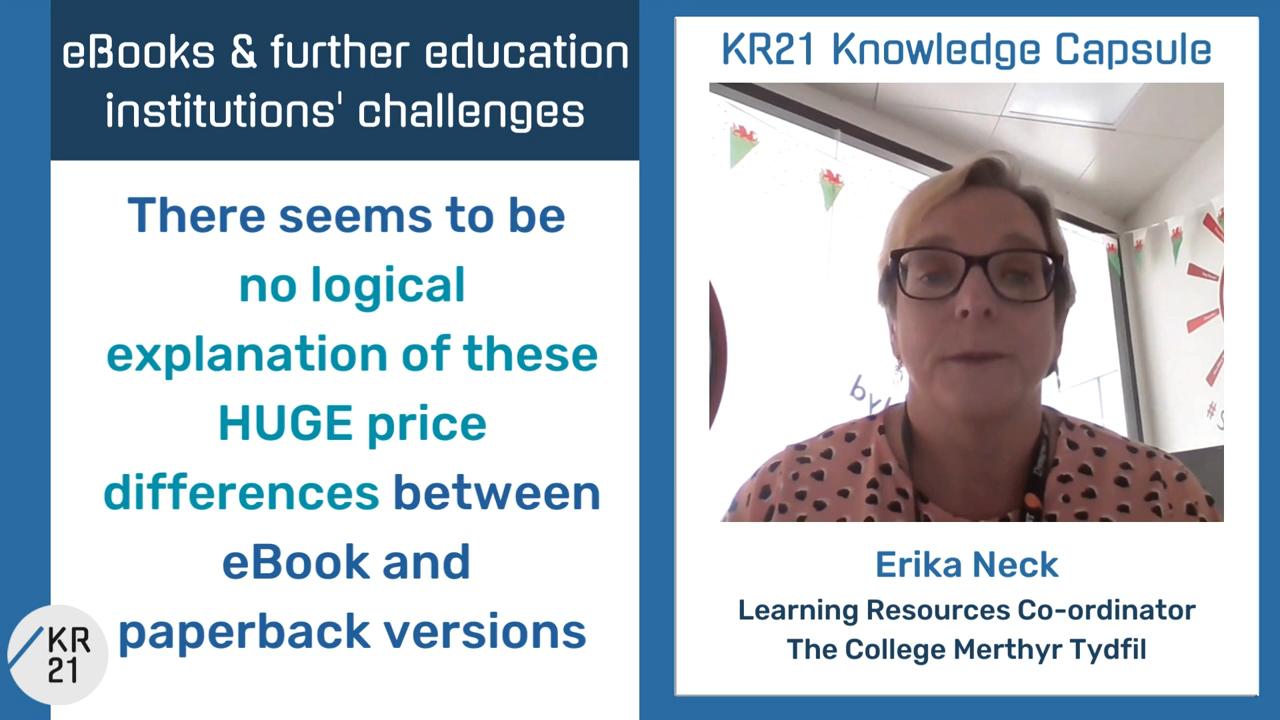 eBooks & further education
institutions' challenges
There seems to be
no logical
explanation of these
HUGE price
differences between
eBook and
paperback versions
KR
21
KR21 Knowledge Capsule
Erika Neck
Learning Resources Co-ordinator
The College Merthyr Tydfil